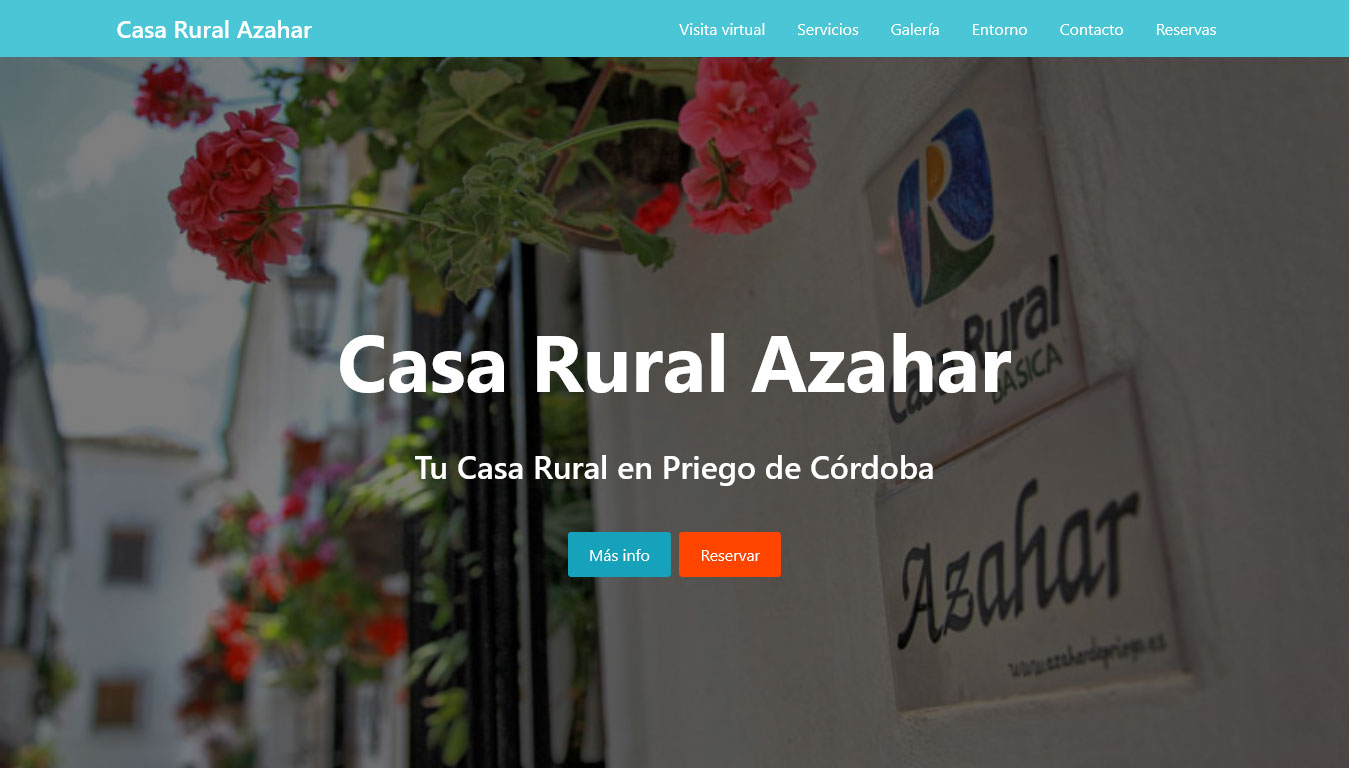 Casa Rural Azahar
Visita virtual Servicios Galería Entorno Contacto Reservas
Casa Rural
BASICA
Casa Rural Azahar
Tu Casa Rural en Priego de Córdoba
Más info Reservar
Azahar
www.azahardepriego.es